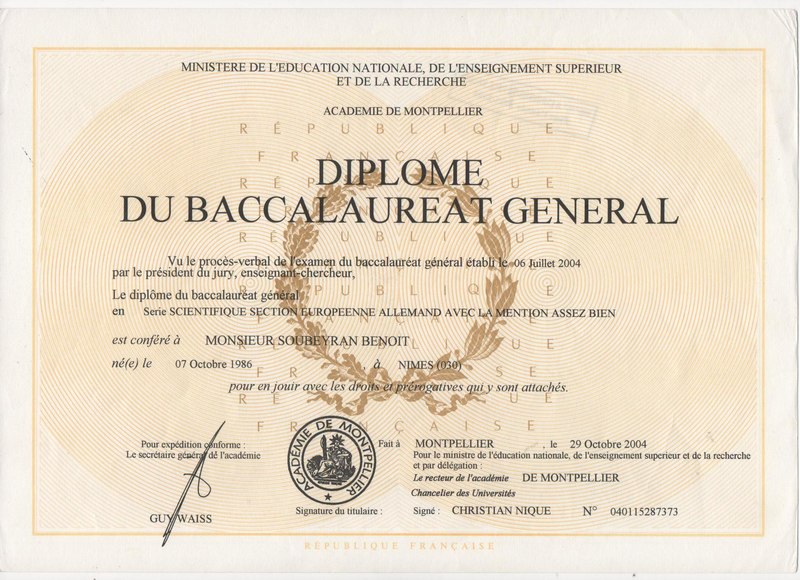 MINISTERE DE L'EDUCATION NATIONALE, DE L'ENSEIGNEMENT SUPERIEUR
ET DE LA RECHERCHE
ACADEMIE DE MONTPELLIER
RÉPUBLIQUE
FRANÇAISE
DIPLOME
DU BACCALAUREAT GENERAL
Vu le procès-verbal de l'examen du baccalauréat général établi le 06 Juillet 2004
par le président du jury, enseignant-chercheur,
Le diplôme du baccalauréat général
en Serie SCIENTIFIQUE SECTION EUROPEENNE ALLEMAND AVEC LA MENTION ASSEZ BIEN
est conféré à MONSIEUR SOUBEYRAN BENOIT
né(e) le 07 Octobre 1986 à NIMES (030)
pour en jouir avec les droits et prérogatives qui y sont attachés.
FRANÇAISE
Pour expédition conforme :
Le secrétaire général de l'académie
GUY WAISS
ACADÉMIE DE MONTPELLIER
Signature du titulaire :
Fait à MONTPELLIER , le 29 Octobre 2004
Pour le ministre de l'éducation nationale, de l'enseignement superieur et de la recherche
et par délégation :
Le recteur de l'académie DE MONTPELLIER
Chancelier des Universités
Signé : CHRISTIAN NIQUE N° 040115287373
RÉPUBLIQUE FRANÇAISE